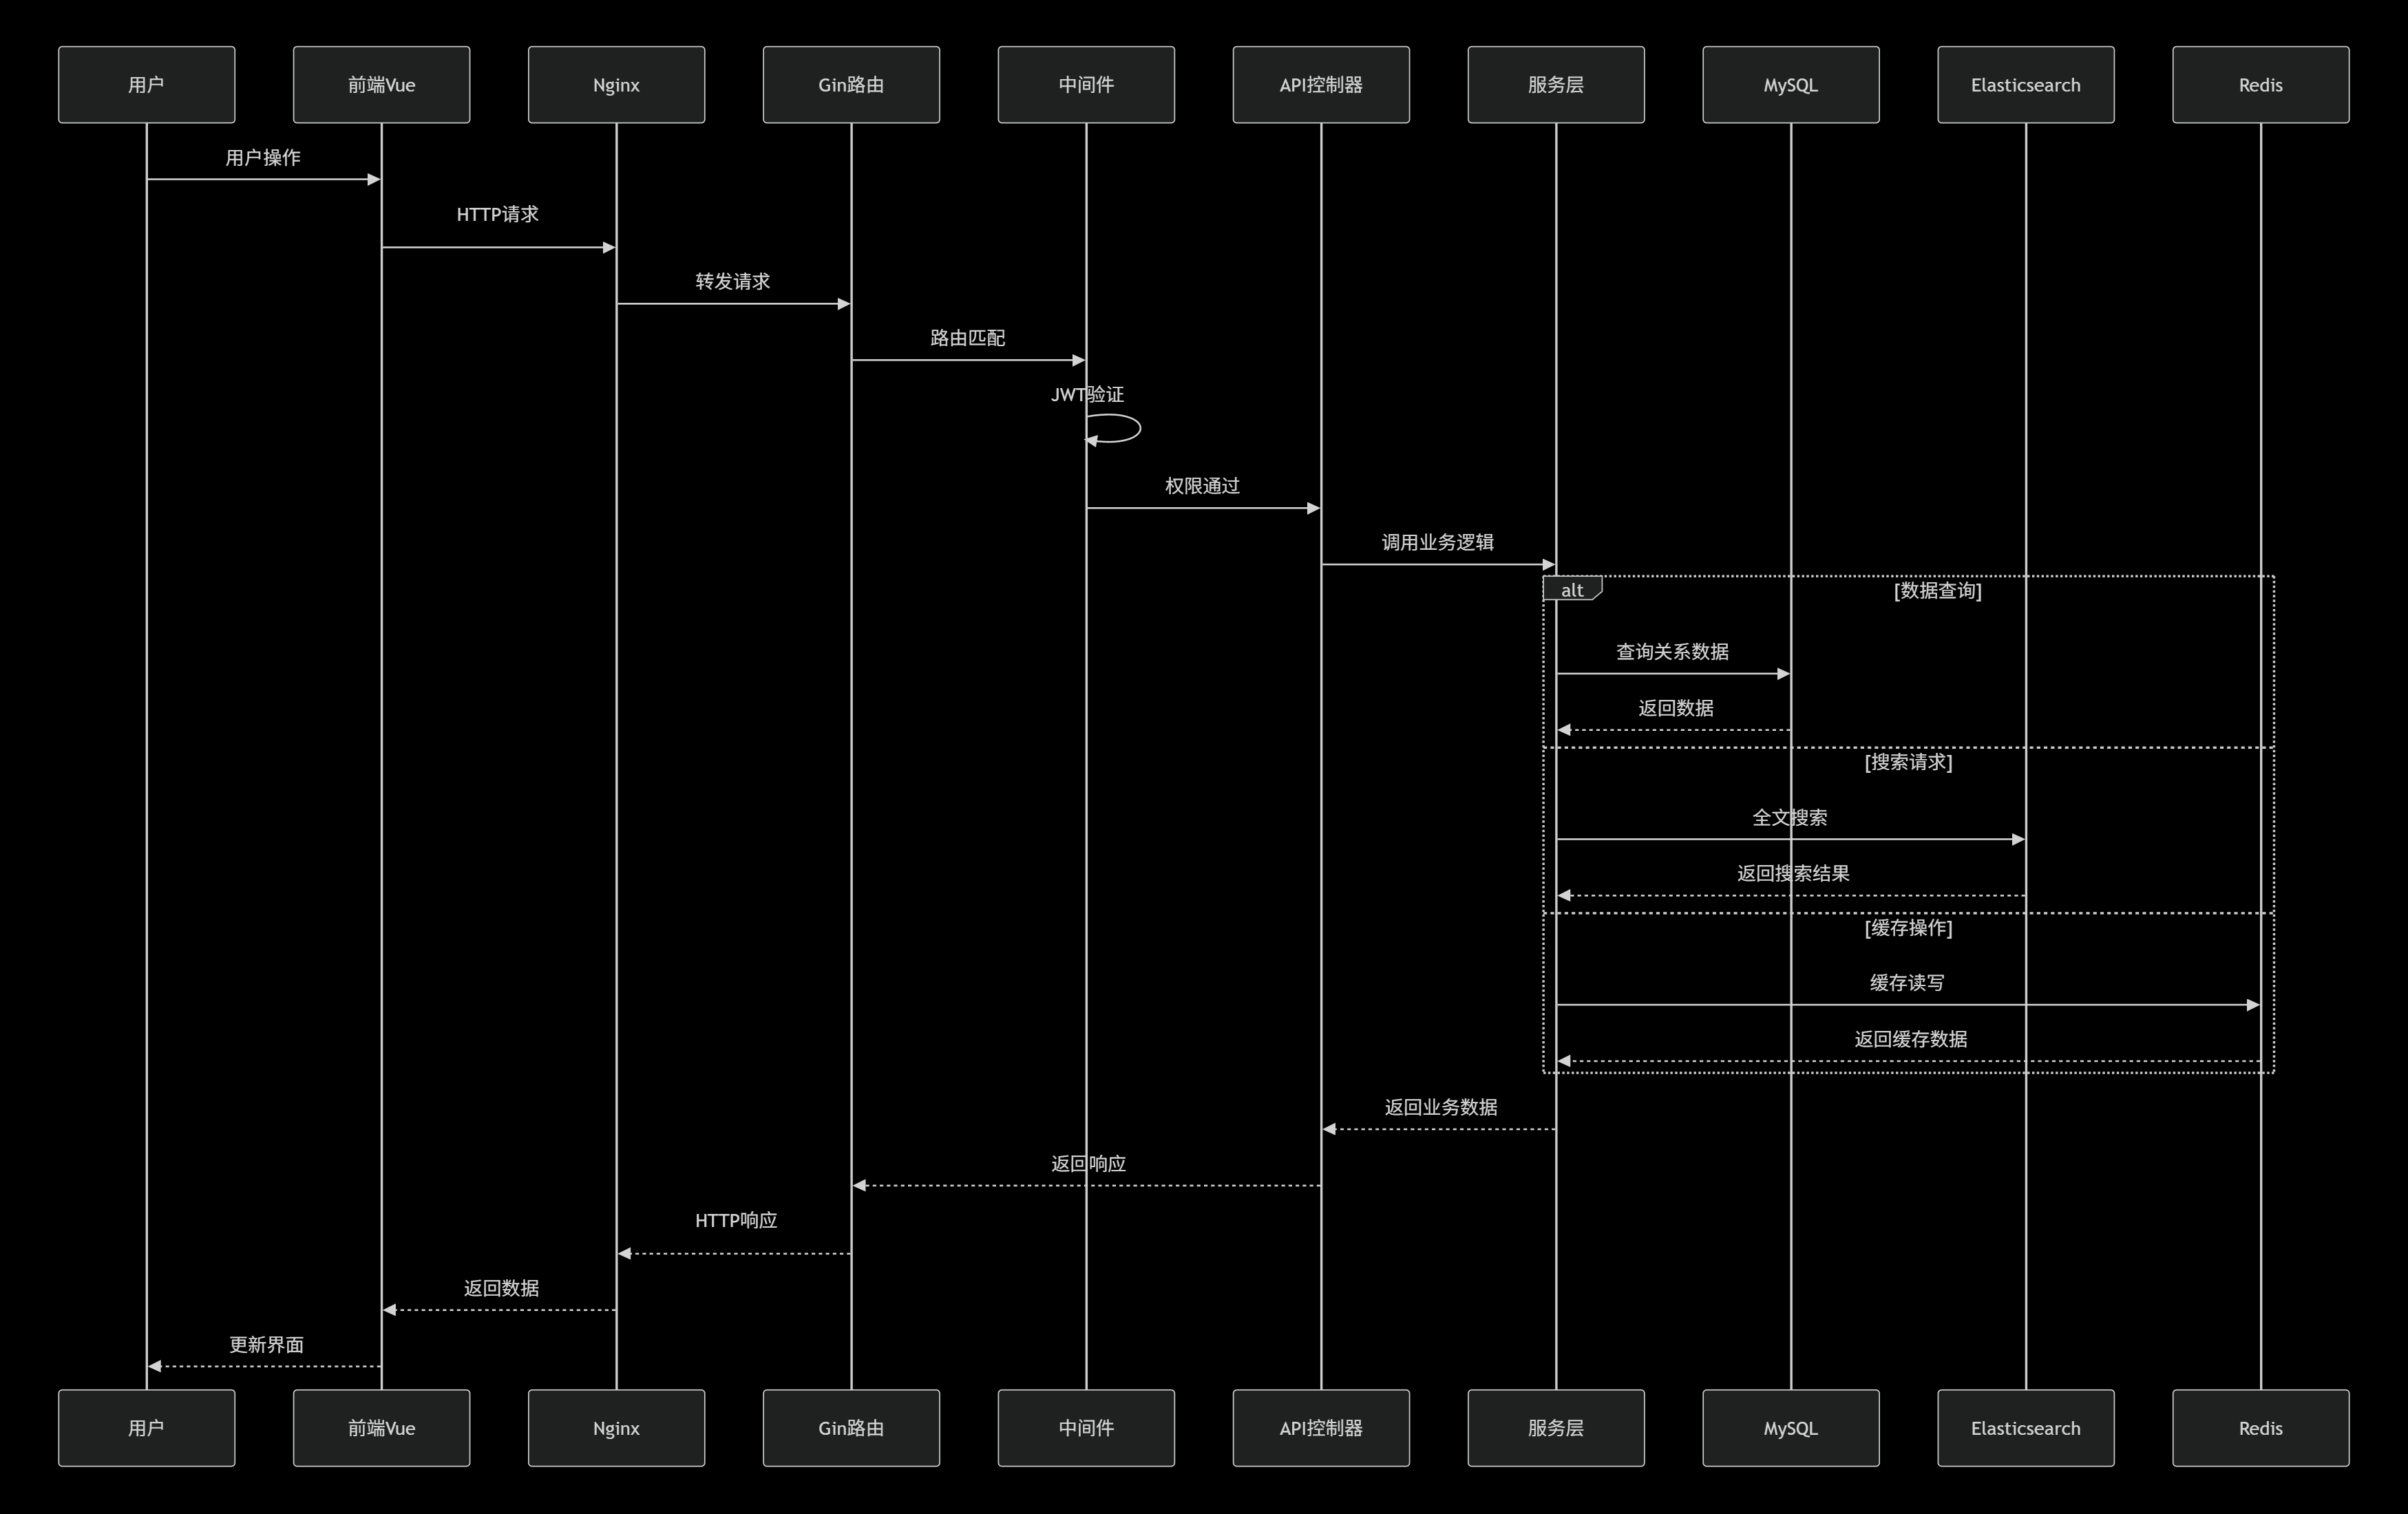 用户
前端Vue
Nginx
Gin路由
中间件
API控制器
服务层
MySQL
Elasticsearch
Redis
用户操作
HTTP请求
转发请求
路由匹配
JWT验证
权限通过
调用业务逻辑
alt
[数据查询]
查询关系数据
返回数据
[搜索请求]
全文搜索
返回搜索结果
[缓存操作]
缓存读写
返回缓存数据
返回业务数据
返回响应
HTTP响应
返回数据
更新界面
用户
前端Vue
Nginx
Gin路由
中间件
API控制器
服务层
MySQL
Elasticsearch
Redis